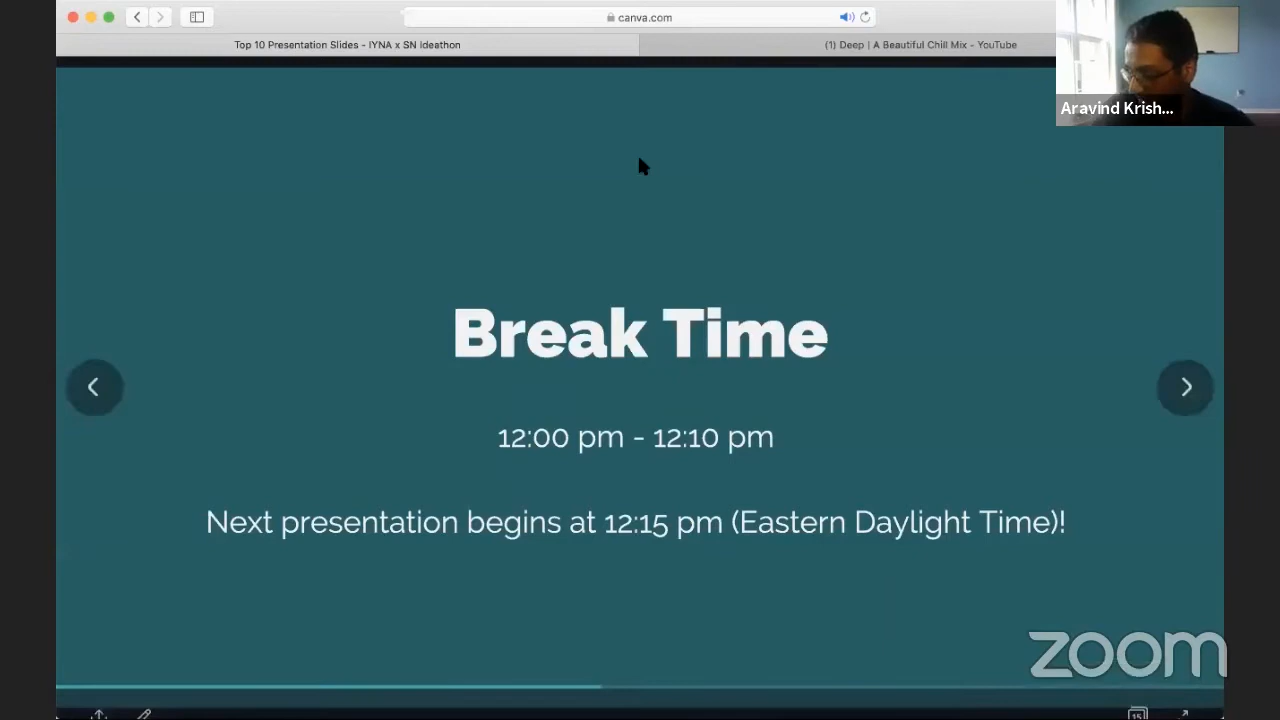 canva.com
Top 10 Presentation Slides - IYNA x SN Ideathon
(1) Deep | A Beautiful Chill Mix - YouTube
Aravind Krish...
Break Time
12:00 pm - 12:10 pm
Next presentation begins at 12:15 pm (Eastern Daylight Time)!
zoom
15